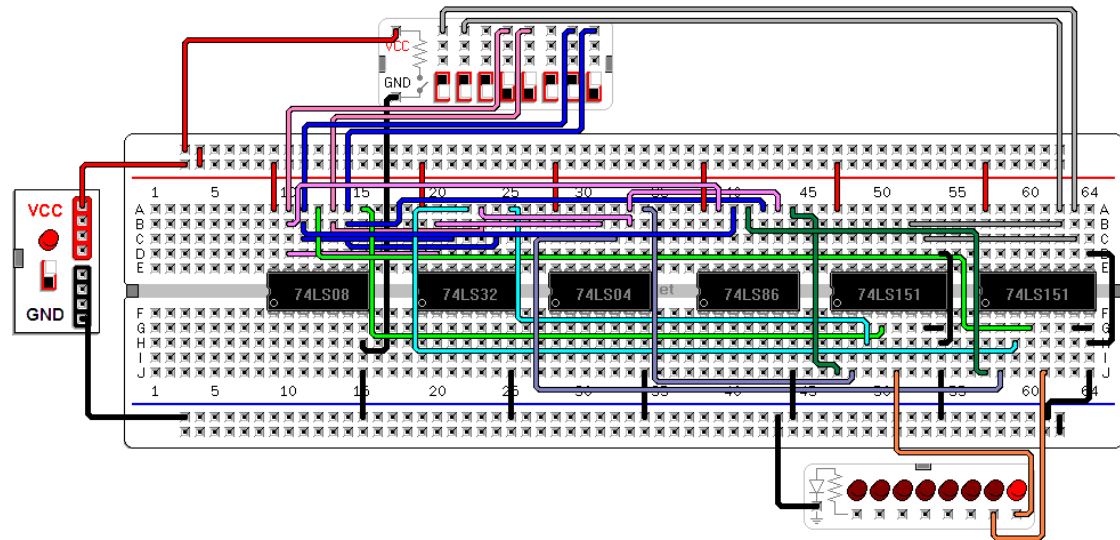 VCC
GND
1 5 10 15 20 25 30 35 40 45 50 55 60 64
VCC
GND
A A
B B
C C
D D
E E
74LS08 74LS32 74LS04 et 74LS86 74LS151 74LS151
F F
G G
H H
I I
J J
1 5 10 15 20 25 30 35 40 45 50 55 60 64